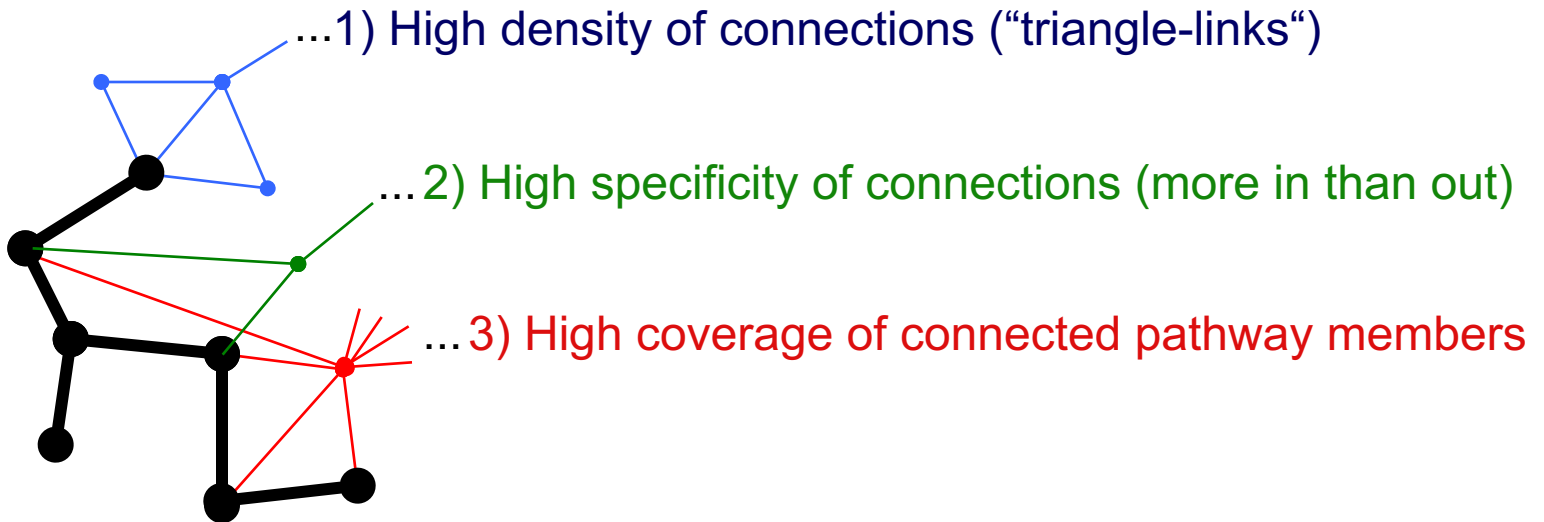 ...1) High density of connections (“triangle-links“)
...2) High specificity of connections (more in than out)
...3) High coverage of connected pathway members